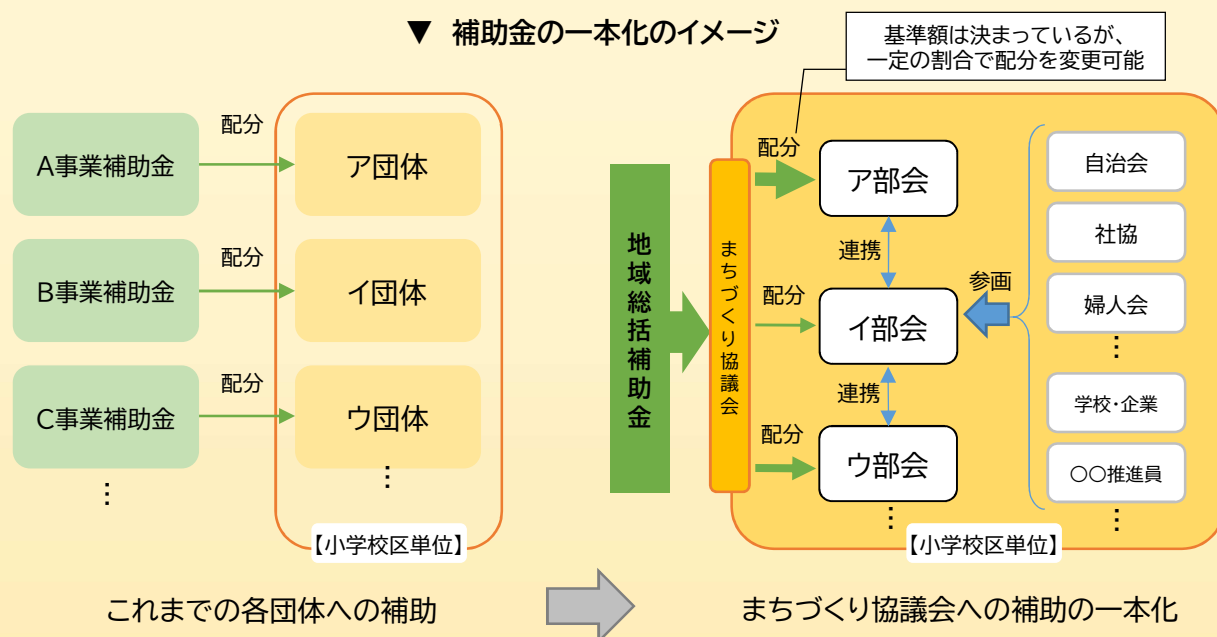 ▼ 補助金の一本化のイメージ
基準額は決まっているが、
一定の割合で配分を変更可能
A事業補助金
配分
ア団体
B事業補助金
配分
イ団体
C事業補助金
配分
ウ団体
⋮
⋮
【小学校区単位】
これまでの各団体への補助
地域総括補助金
まちづくり協議会
配分
ア部会
連携
配分
イ部会
連携
配分
ウ部会
⋮
参画
自治会
社協
婦人会
⋮
学校・企業
〇〇推進員
⋮
【小学校区単位】
まちづくり協議会への補助の一本化